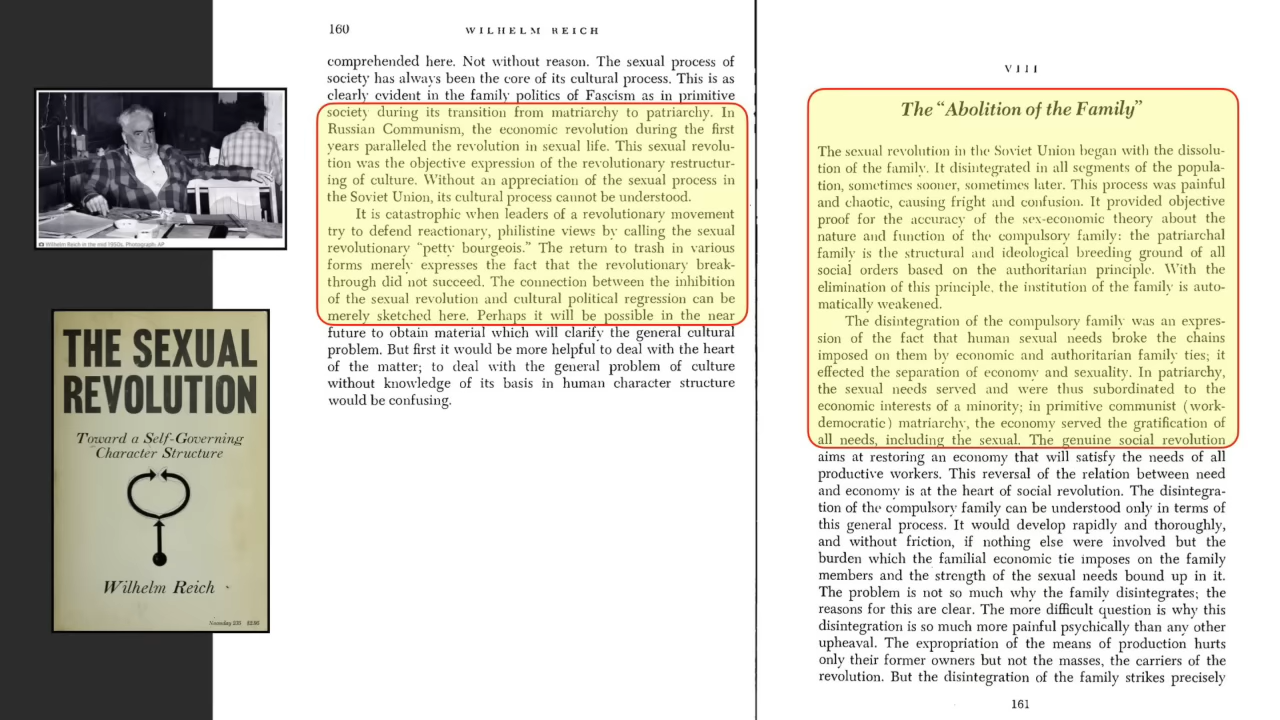 Wilhelm Reich in the mid 1950s. Photograph: AP
THE SEXUAL
REVOLUTION
Toward a Self-Governing
Character Structure
Wilhelm Reich
160
WILHELM REICH
comprehended here. Not without reason. The sexual process of
society has always been the core of its cultural process. This is as
clearly evident in the family politics of Fascism as in primitive
society during its transition from matriarchy to patriarchy. In
Russian Communism, the economic revolution during the first
years paralleled the revolution in sexual life. This sexual revolu-
tion was the objective expression of the revolutionary restructur-
ing of culture. Without an appreciation of the sexual process in
the Soviet Union, its cultural process cannot be understood.
It is catastrophic when leaders of a revolutionary movement
try to defend reactionary, philistine views by calling the sexual
revolutionary “petty bourgeois.” The return to trash in various
forms merely expresses the fact that the revolutionary break-
through did not succeed. The connection between the inhibition
of the sexual revolution and cultural political regression can be
merely sketched here. Perhaps it will be possible in the near
future to obtain material which will clarify the general cultural
problem. But first it would be more helpful to deal with the heart
of the matter; to deal with the general problem of culture
without knowledge of its basis in human character structure
would be confusing.
VIII
The “Abolition of the Family”
The sexual revolution in the Soviet Union began with the dissolu-
tion of the family. It disintegrated in all segments of the popula-
tion, sometimes sooner, sometimes later. This process was painful
and chaotic, causing fright and confusion. It provided objective
proof for the accuracy of the sex-economic theory about the
nature and function of the compulsory family: the patriarchal
family is the structural and ideological breeding ground of all
social orders based on the authoritarian principle. With the
elimination of this principle, the institution of the family is auto-
matically weakened.
The disintegration of the compulsory family was an expres-
sion of the fact that human sexual needs broke the chains
imposed on them by economic and authoritarian family ties; it
effected the separation of economy and sexuality. In patriarchy,
the sexual needs served and were thus subordinated to the
economic interests of a minority; in primitive communist (work-
democratic) matriarchy, the economy served the gratification of
all needs, including the sexual. The genuine social revolution
aims at restoring an economy that will satisfy the needs of all
productive workers. This reversal of the relation between need
and economy is at the heart of social revolution. The disintegra-
tion of the compulsory family can be understood only in terms of
this general process. It would develop rapidly and thoroughly,
and without friction, if nothing else were involved but the
burden which the familial economic tie imposes on the family
members and the strength of the sexual needs bound up in it.
The problem is not so much why the family disintegrates; the
reasons for this are clear. The more difficult question is why this
disintegration is so much more painful psychically than any other
upheaval. The expropriation of the means of production hurts
only their former owners but not the masses, the carriers of the
revolution. But the disintegration of the family strikes precisely
161